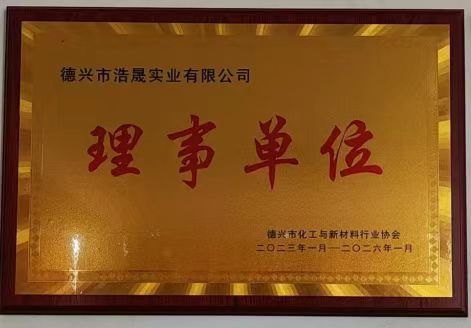 德兴市浩晟实业有限公司
理事单位
德兴市化工与新材料行业协会
二〇二三年一月—二〇二六年一月